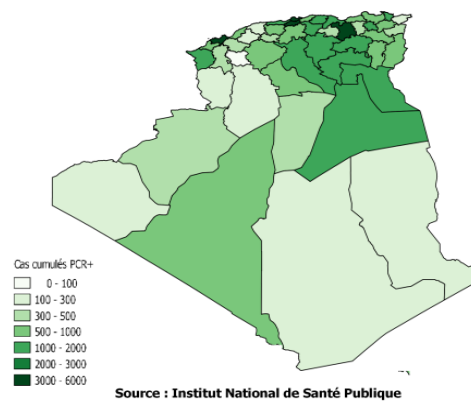 Cas cumulés PCR+
0 - 100
100 - 300
300 - 500
500 - 1000
1000 - 2000
2000 - 3000
3000 - 6000
Source : Institut National de Santé Publique